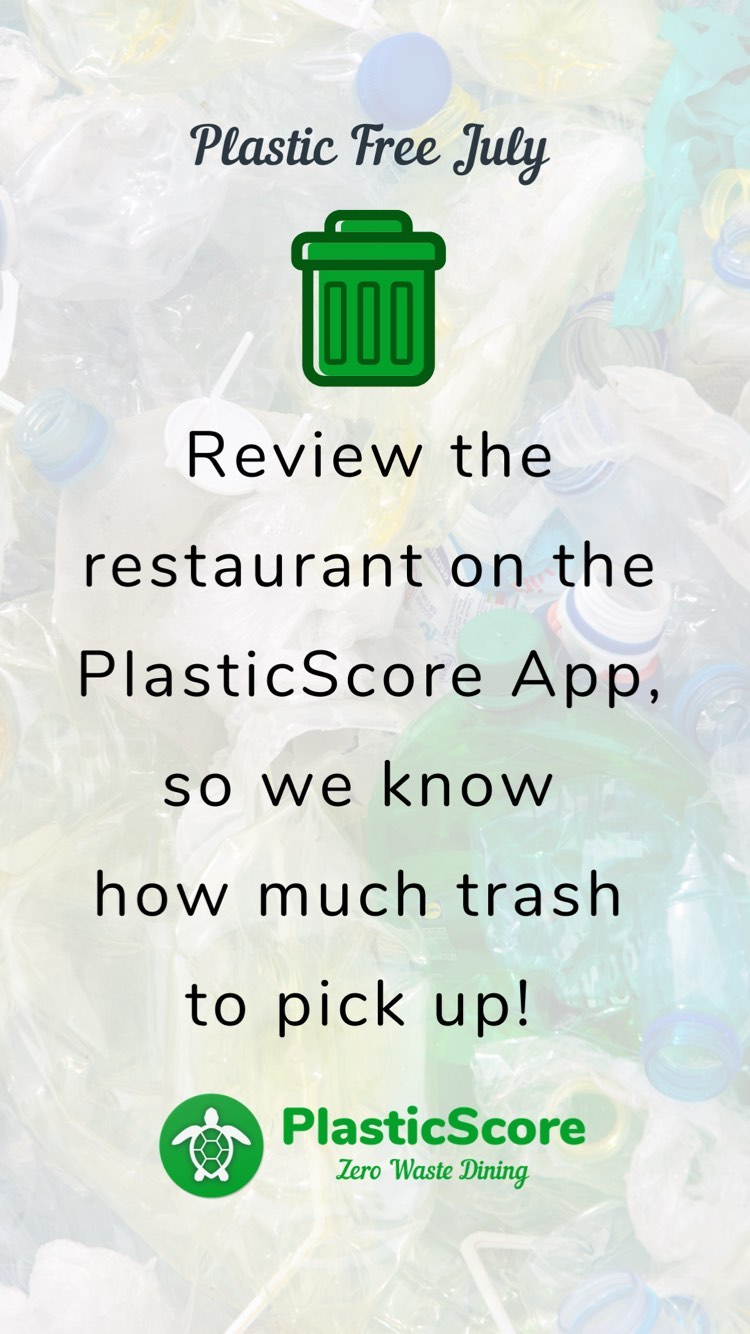 Plastic Free July
Review the
restaurant on the
PlasticScore App,
so we know
how much trash
to pick up!
PlasticScore
Zero Waste Dining